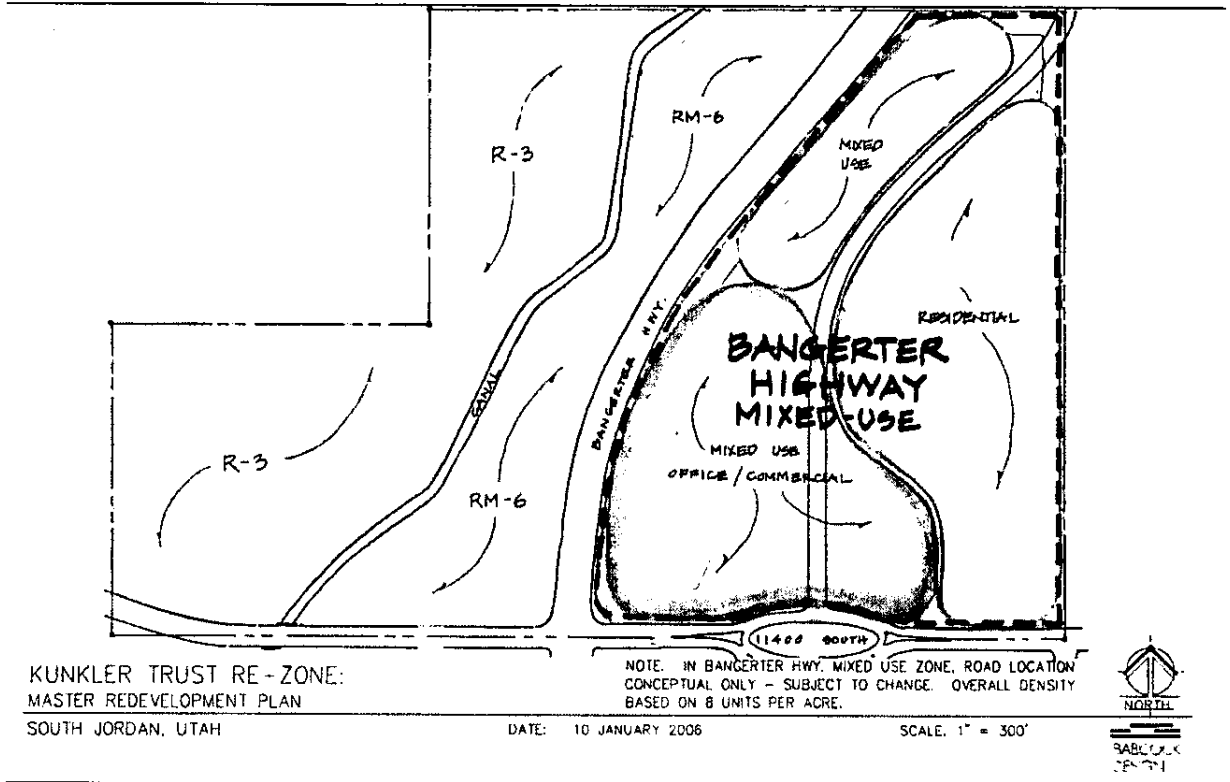 R-3
RM-6
MIXED
USE
RESIDENTIAL
BANGERTER HWY.
CANAL
BANGERTER
HIGHWAY
MIXED-USE
MIXED USE
OFFICE/COMMERCIAL
R-3
RM-6
11400 SOUTH
KUNKLER TRUST RE-ZONE:
MASTER REDEVELOPMENT PLAN
SOUTH JORDAN, UTAH
DATE: 10 JANUARY 2006
NOTE. IN BANGERTER HWY. MIXED USE ZONE, ROAD LOCATION
CONCEPTUAL ONLY - SUBJECT TO CHANGE. OVERALL DENSITY
BASED ON 8 UNITS PER ACRE.
SCALE. 1" = 300'
NORTH
BABCOCK
DESIGN